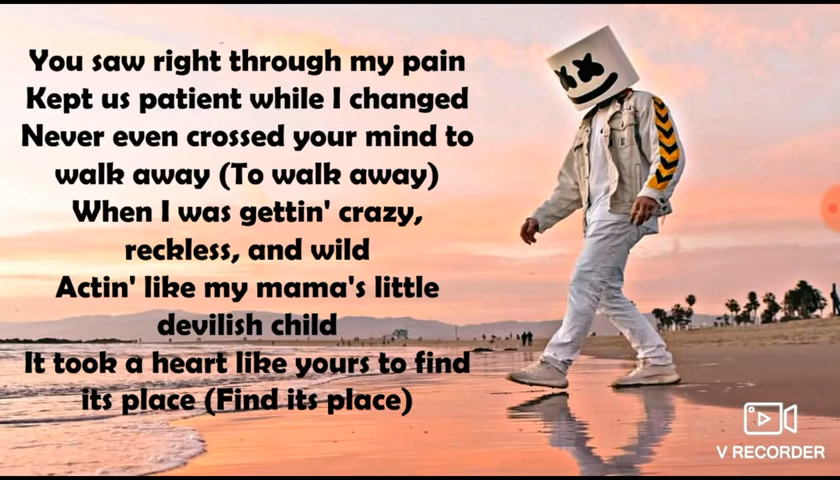 You saw right through my pain
Kept us patient while I changed
Never even crossed your mind to
walk away (To walk away)
When I was gettin' crazy,
reckless, and wild
Actin' like my mama's little
devilish child
It took a heart like yours to find
its place (Find its place)
V RECORDER